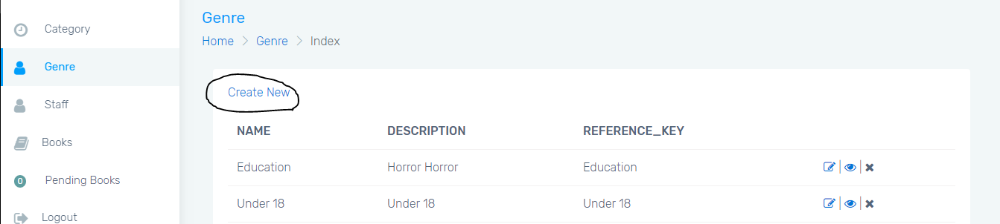 Category
Genre
Staff
Books
0 Pending Books
Logout
Genre
Home > Genre > Index
Create New
NAME DESCRIPTION REFERENCE_KEY
Education Horror Horror Education
Under 18 Under 18 Under 18